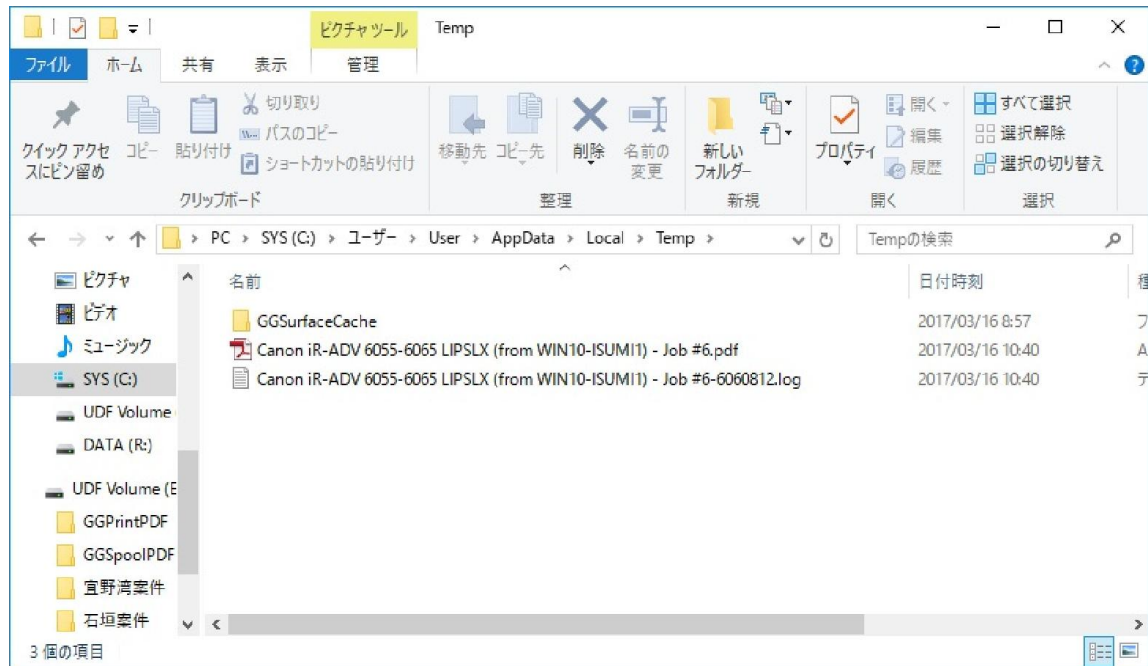 ピクチャ ツール Temp
ファイル ホーム 共有 表示 管理
クイック アクセスにピン留め
コピー
貼り付け
切り取り
パスのコピー
ショートカットの貼り付け
クリップボード
移動先
コピー先
削除
名前の変更
整理
新しいフォルダー
新規
プロパティ
開く
編集
履歴
開く
すべて選択
選択解除
選択の切り替え
選択
PC > SYS (C:) > ユーザー > User > AppData > Local > Temp >
Tempの検索
ピクチャ
ビデオ
ミュージック
SYS (C:)
UDF Volume
DATA (R:)
UDF Volume (E
GGPrintPDF
GGSpoolPDF
宜野湾案件
石垣案件
名前 日付時刻 種
GGSurfaceCache 2017/03/16 8:57 フ
Canon iR-ADV 6055-6065 LIPSLX (from WIN10-ISUMI1) - Job #6.pdf 2017/03/16 10:40 A
Canon iR-ADV 6055-6065 LIPSLX (from WIN10-ISUMI1) - Job #6-6060812.log 2017/03/16 10:40 テ
3 個の項目